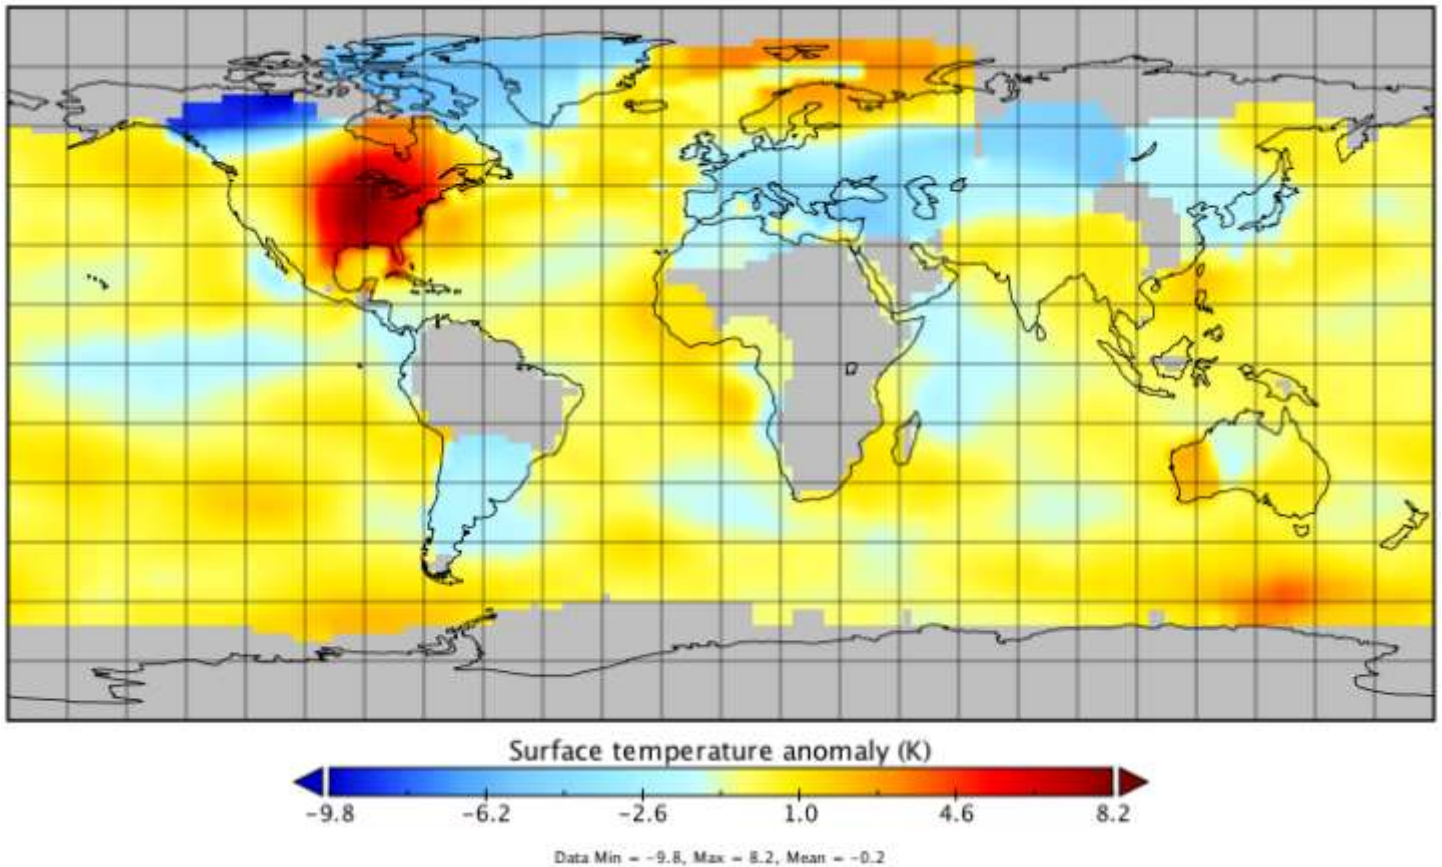 Surface temperature anomaly (K)
-9.8 -6.2 -2.6 1.0 4.6 8.2
Data Min = -9.8, Max = 8.2, Mean = -0.2